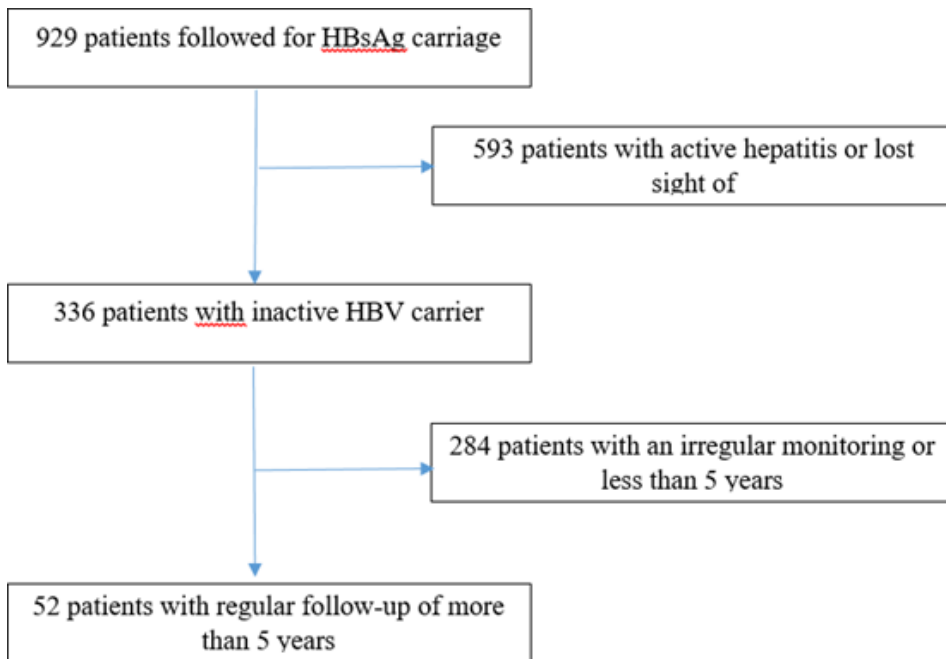 929 patients followed for HBsAg carriage
593 patients with active hepatitis or lost
sight of
336 patients with inactive HBV carrier
284 patients with an irregular monitoring or
less than 5 years
52 patients with regular follow-up of more
than 5 years